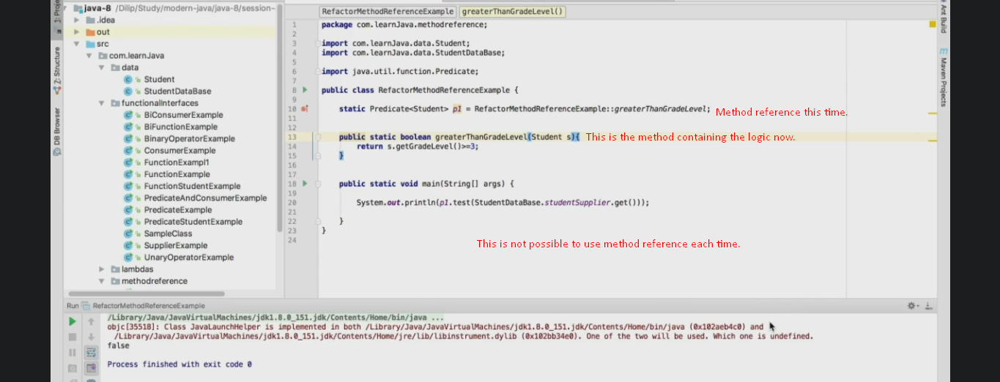 1: Proje
java-8 /Dilip/Study/modern-java/java-8/session-
.idea
out
src
com.learnJava
data
Student
StudentDataBase
functionalInterfaces
BiConsumerExample
BiFunctionExample
BinaryOperatorExample
ConsumerExample
FunctionExampl1
FunctionExample
FunctionStudentExample
PredicateAndConsumerExample
PredicateExample
PredicateStudentExample
SampleClass
SupplierExample
UnaryOperatorExample
lambdas
methodreference
Z: Structure
DB Browser
RefactorMethodReferenceExample greaterThanGradeLevel()
1 package com.learnJava.methodreference;
2
3 import com.learnJava.data.Student;
4 import com.learnJava.data.StudentDataBase;
5
6 import java.util.function.Predicate;
7
8 public class RefactorMethodReferenceExample {
9
10 static Predicate<Student> p1 = RefactorMethodReferenceExample::greaterThanGradeLevel; Method reference this time.
11
12
13 public static boolean greaterThanGradeLevel(Student s){ This is the method containing the logic now.
14 return s.getGradeLevel()>=3;
15 }
16
17
18 public static void main(String[] args) {
19
20 System.out.println(p1.test(StudentDataBase.studentSupplier.get()));
21
22 }
23 }
24
This is not possible to use method reference each time.
Ant Build
m Maven Projects
Run RefactorMethodReferenceExample
/Library/Java/JavaVirtualMachines/jdk1.8.0_151.jdk/Contents/Home/bin/java ...
objc[35518]: Class JavaLaunchHelper is implemented in both /Library/Java/JavaVirtualMachines/jdk1.8.0_151.jdk/Contents/Home/bin/java (0x102aeb4c0) and
/Library/Java/JavaVirtualMachines/jdk1.8.0_151.jdk/Contents/Home/jre/lib/libinstrument.dylib (0x102bb34e0). One of the two will be used. Which one is undefined.
false
Process finished with exit code 0